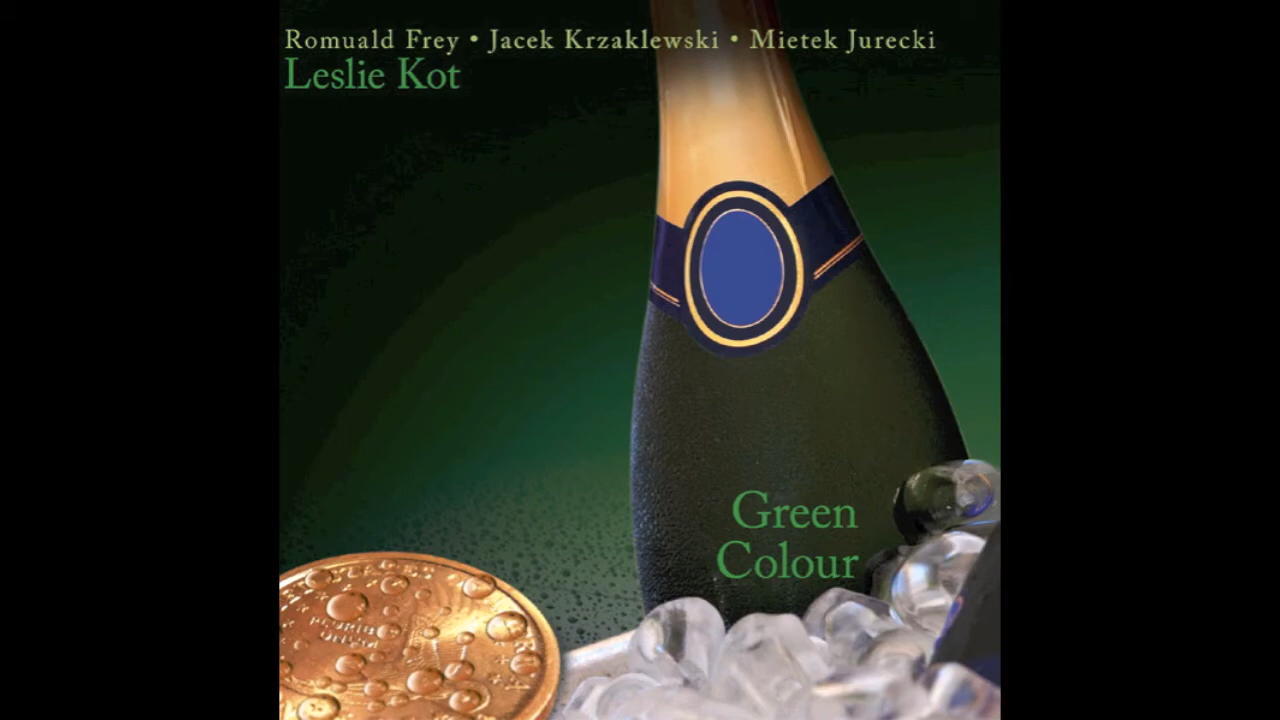 Romuald Frey • Jacek Krzaklewski • Mietek Jurecki
Leslie Kot
Green
Colour